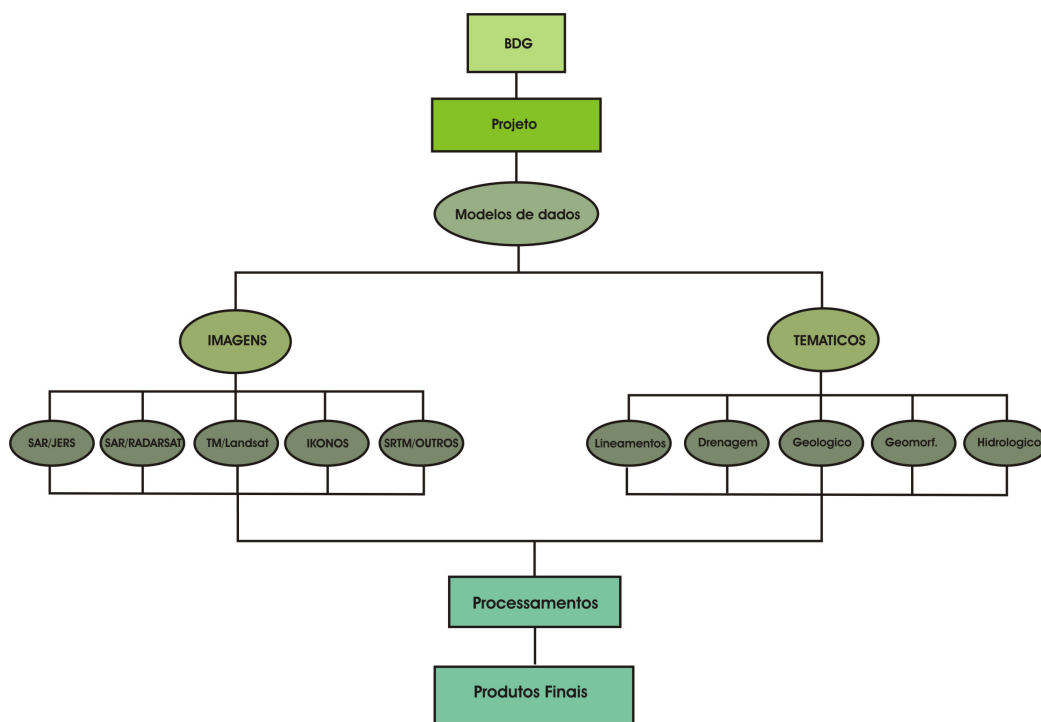 BDG
Projeto
Modelos de dados
IMAGENS
TEMATICOS
SAR/JERS
SAR/RADARSAT
TM/Landsat
IKONOS
SRTM/OUTROS
Lineamentos
Drenagem
Geologico
Geomorf.
Hidrologico
Processamentos
Produtos Finais